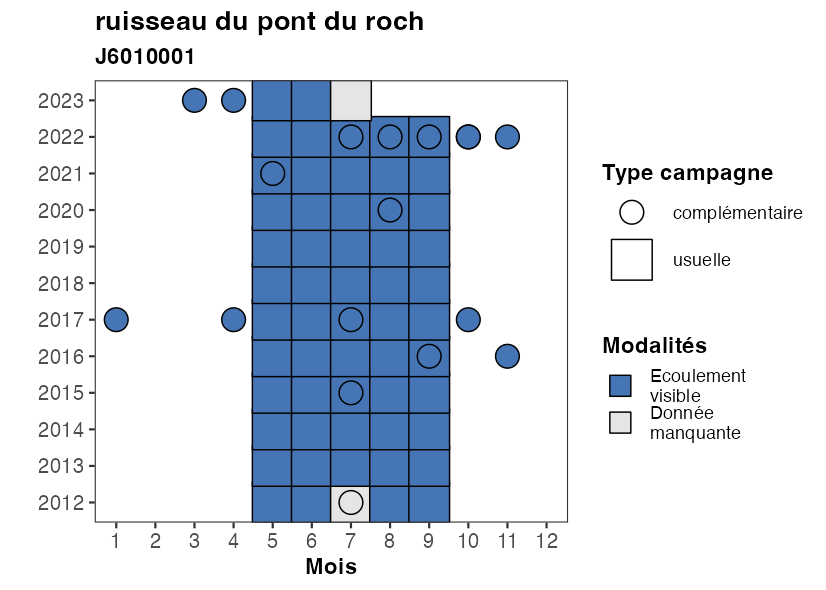 ruisseau du pont du roch
J6010001
2023
2022
2021
2020
2019
2018
2017
2016
2015
2014
2013
2012
1 2 3 4 5 6 7 8 9 10 11 12
Mois
Type campagne
complémentaire
usuelle
Modalités
Ecoulement
visible
Donnée
manquante